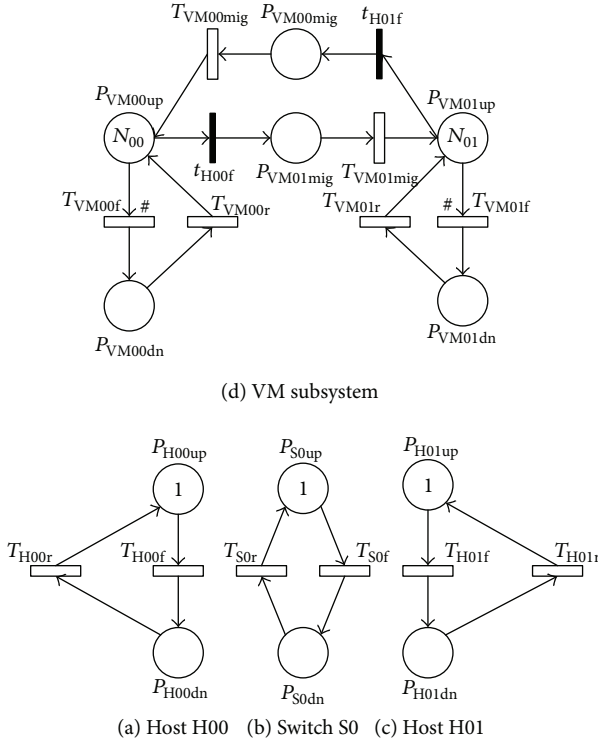 T_VM00mig P_VM00mig t_H01f
P_VM00up P_VM01up
N_00 N_01
t_H00f P_VM01mig T_VM01mig
T_VM00f # T_VM00r T_VM01r # T_VM01f
P_VM00dn P_VM01dn
(d) VM subsystem
P_H00up P_S0up P_H01up
1 1 1
T_H00r T_H00f T_S0r T_S0f T_H01f T_H01r
P_H00dn P_S0dn P_H01dn
(a) Host H00 (b) Switch S0 (c) Host H01